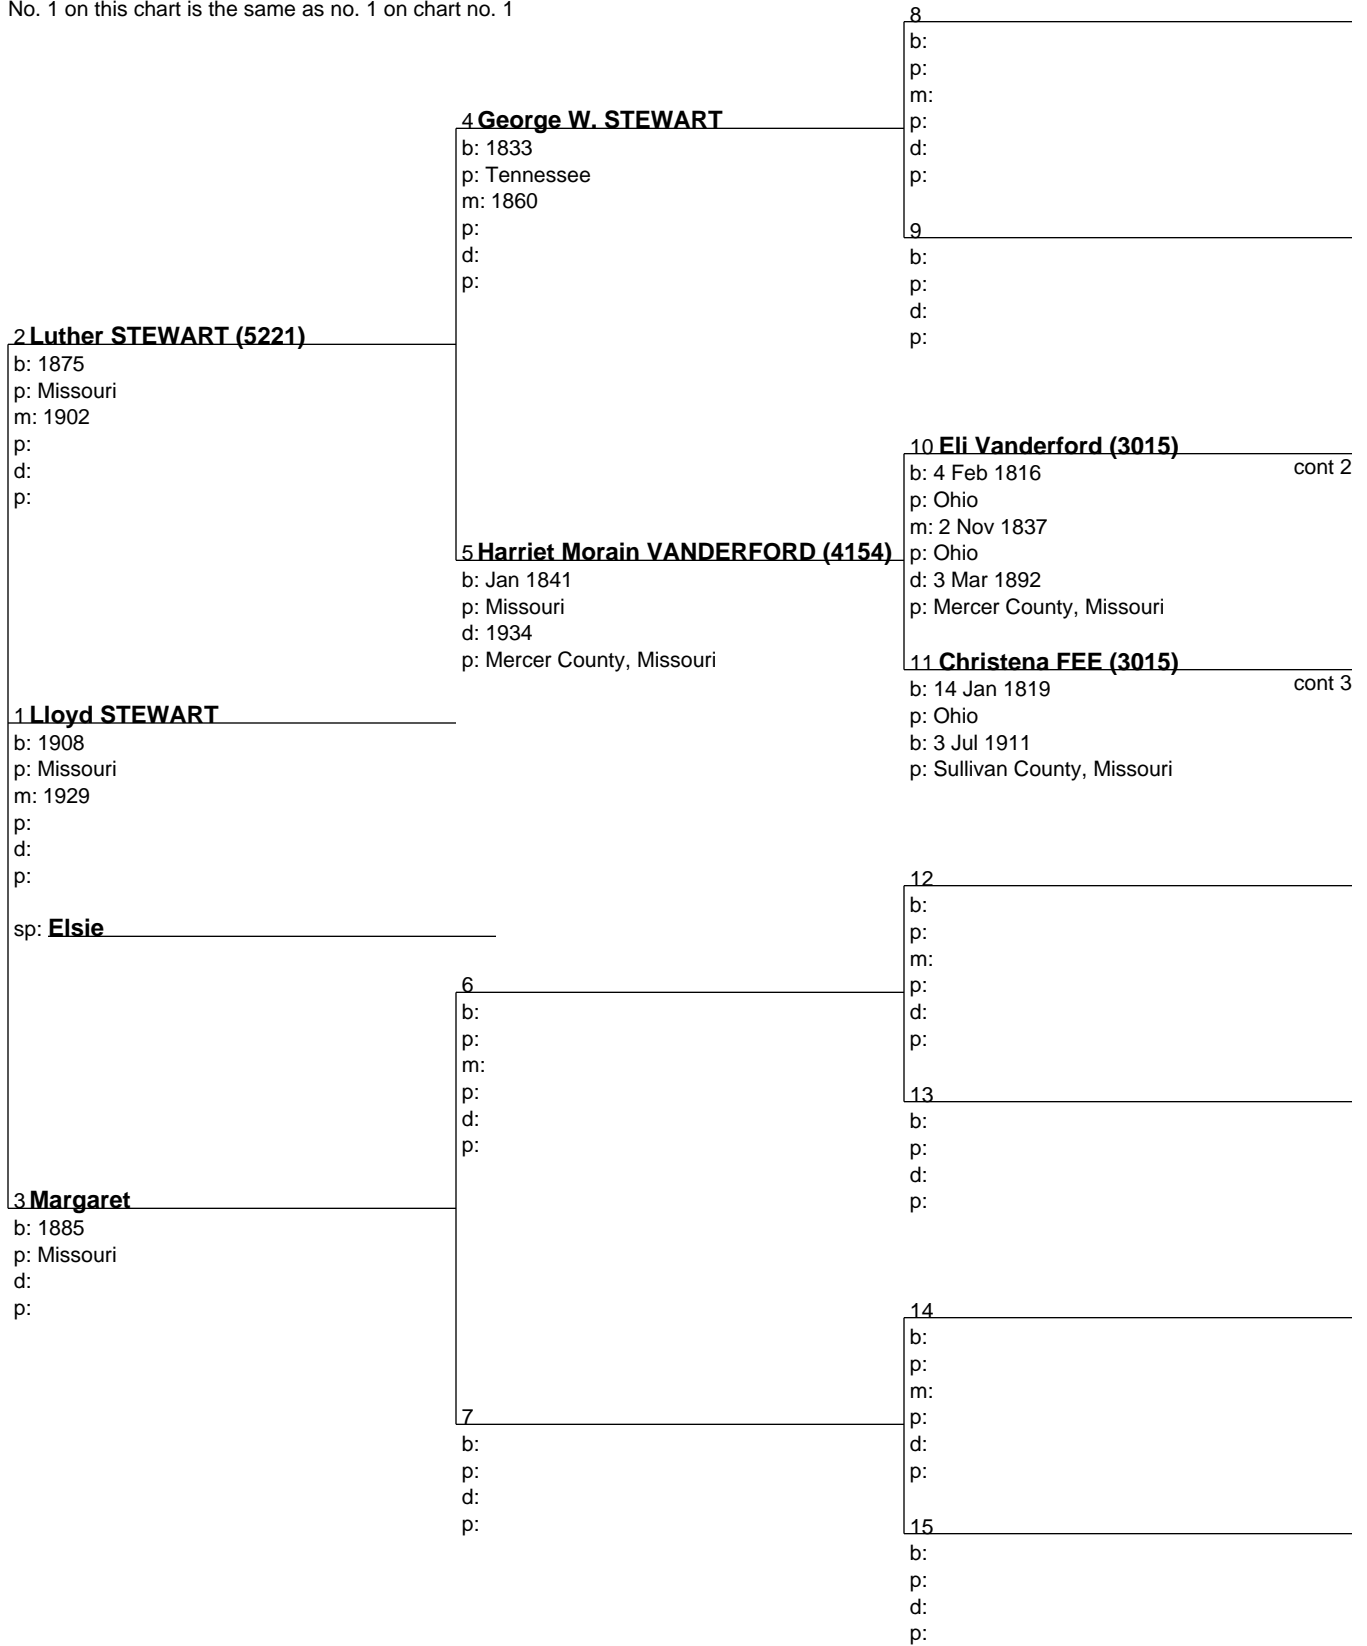 No. 1 on this chart is the same as no. 1 on chart no. 1
8
b:
p:
m:
p:
d:
p:
4 George W. STEWART
b: 1833
p: Tennessee
m: 1860
p:
d:
p:
9
b:
p:
d:
p:
2 Luther STEWART (5221)
b: 1875
p: Missouri
m: 1902
p:
d:
p:
10 Eli Vanderford (3015)
cont 2
b: 4 Feb 1816
p: Ohio
m: 2 Nov 1837
p: Ohio
d: 3 Mar 1892
p: Mercer County, Missouri
5 Harriet Morain VANDERFORD (4154)
b: Jan 1841
p: Missouri
d: 1934
p: Mercer County, Missouri
11 Christena FEE (3015)
cont 3
b: 14 Jan 1819
p: Ohio
b: 3 Jul 1911
p: Sullivan County, Missouri
1 Lloyd STEWART
b: 1908
p: Missouri
m: 1929
p:
d:
p:
sp: Elsie
12
b:
p:
m:
p:
d:
p:
6
b:
p:
m:
p:
d:
p:
13
b:
p:
d:
p:
3 Margaret
b: 1885
p: Missouri
d:
p:
14
b:
p:
m:
p:
d:
p:
7
b:
p:
d:
p:
15
b:
p:
d:
p: